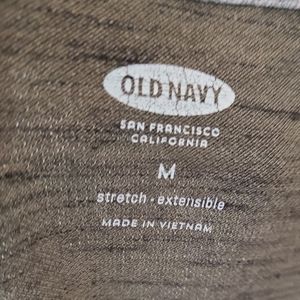 OLD NAVY
SAN FRANCISCO
CALIFORNIA
M
stretch · extensible
MADE IN VIETNAM